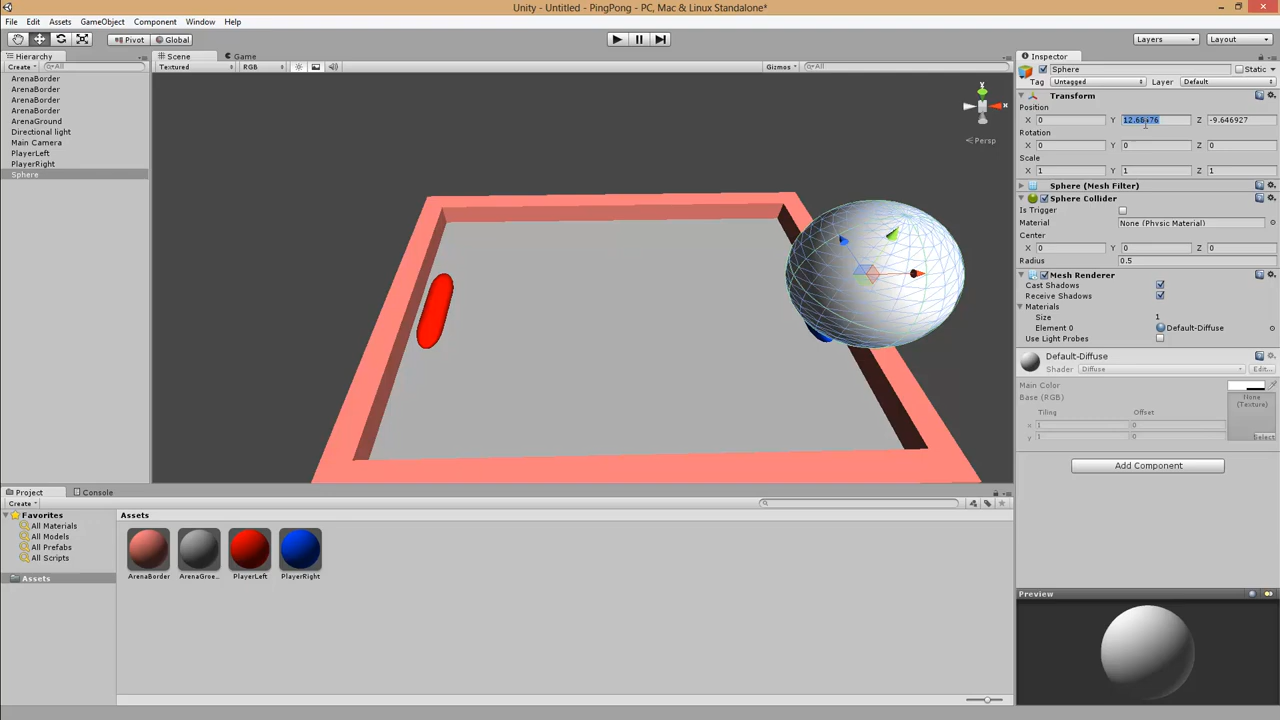 Unity - Untitled - PingPong - PC, Mac & Linux Standalone*
File Edit Assets GameObject Component Window Help
Pivot Global Layers Layout
Hierarchy
Create All
ArenaBorder
ArenaBorder
ArenaBorder
ArenaBorder
ArenaGround
Directional light
Main Camera
PlayerLeft
PlayerRight
Sphere
Scene Game
Textured RGB Gizmos All
y
x
Persp
Inspector
Sphere Static
Tag Untagged Layer Default
Transform
Position
X 0 Y Z -9.646927
Rotation
X 0 Y 0 Z 0
Scale
X 1 Y 1 Z 1
Sphere (Mesh Filter)
Sphere Collider
Is Trigger
Material None (Physic Material)
Center
X 0 Y 0 Z 0
Radius 0.5
Mesh Renderer
Cast Shadows
Receive Shadows
Materials
Size 1
Element 0 Default-Diffuse
Use Light Probes
Default-Diffuse
Shader Diffuse Edit...
Main Color
Base (RGB) None (Texture)
Tiling Offset
x 1 0
y 1 0
Select
Add Component
Project Console
Create
Favorites
All Materials
All Models
All Prefabs
All Scripts
Assets
Assets
ArenaBorder ArenaGroe... PlayerLeft PlayerRight
Preview